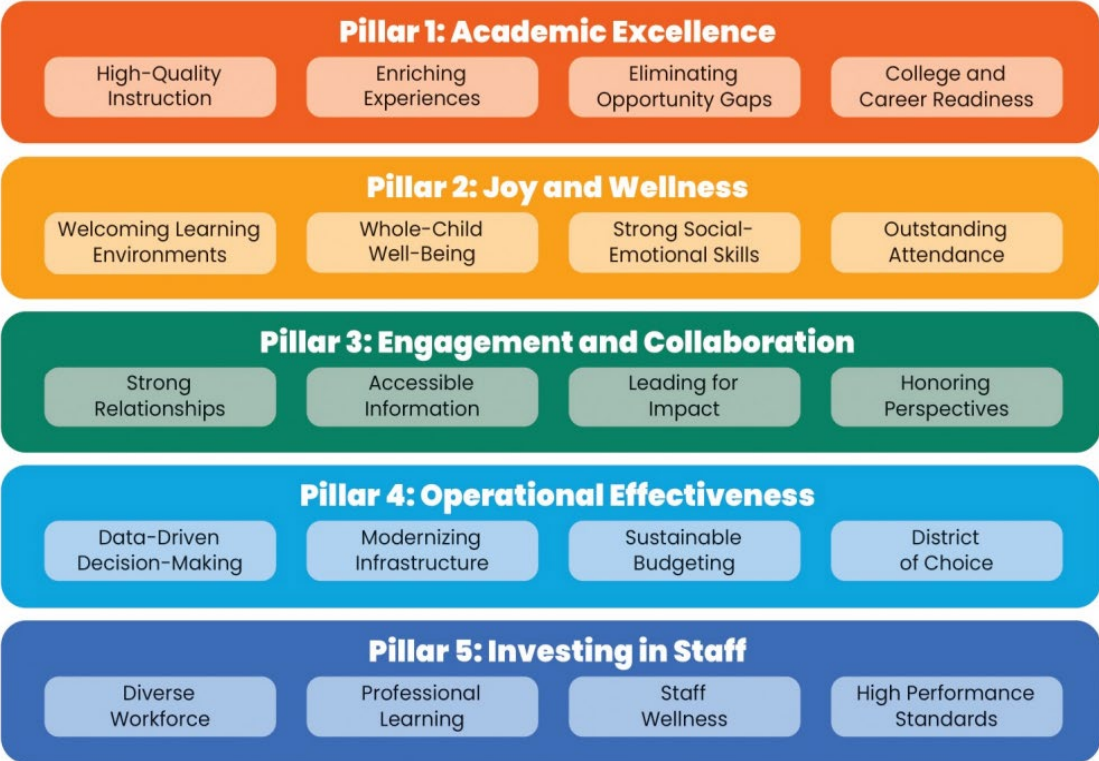 Pillar 1: Academic Excellence
High-Quality
Instruction
Enriching
Experiences
Eliminating
Opportunity Gaps
College and
Career Readiness
Pillar 2: Joy and Wellness
Welcoming Learning
Environments
Whole-Child
Well-Being
Strong Social-
Emotional Skills
Outstanding
Attendance
Pillar 3: Engagement and Collaboration
Strong
Relationships
Accessible
Information
Leading for
Impact
Honoring
Perspectives
Pillar 4: Operational Effectiveness
Data-Driven
Decision-Making
Modernizing
Infrastructure
Sustainable
Budgeting
District
of Choice
Pillar 5: Investing in Staff
Diverse
Workforce
Professional
Learning
Staff
Wellness
High Performance
Standards